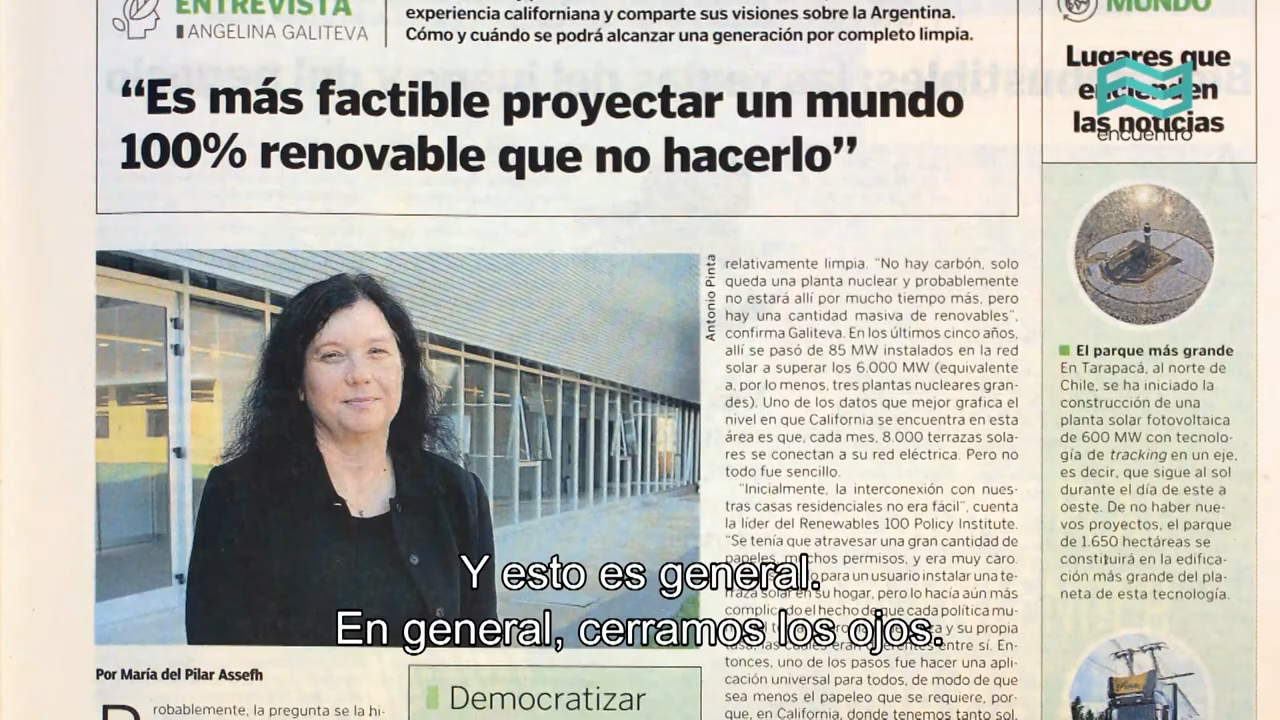 ENTREVISTA
ANGELINA GALITEVA
experiencia californiana y comparte sus visiones sobre la Argentina.
Cómo y cuándo se podrá alcanzar una generación por completo limpia.
“Es más factible proyectar un mundo
100% renovable que no hacerlo”
Antonio Pinta
relativamente limpia. “No hay carbón, solo
queda una planta nuclear y probablemente
no estará allí por mucho tiempo más, pero
hay una cantidad masiva de renovables”,
confirma Galiteva. En los últimos cinco años,
allí se pasó de 85 MW instalados en la red
solar a superar los 6.000 MW (equivalente
a, por lo menos, tres plantas nucleares gran-
des). Uno de los datos que mejor grafica el
nivel en que California se encuentra en esta
área es que, cada mes, 8.000 terrazas sola-
res se conectan a su red eléctrica. Pero no
todo fue sencillo.
“Inicialmente, la interconexión con nues-
tras casas residenciales no era fácil”, cuenta
la líder del Renewables 100 Policy Institute.
“Se tenía que atravesar una gran cantidad de
papeles, muchos permisos, y era muy caro.
para un usuario instalar una te-
rraza solar en su hogar, pero lo hacía aún más
complicado el hecho de que cada política mu-
y su propia
tasa, las cuales eran diferentes entre sí. En-
tonces, uno de los pasos fue hacer una apli-
cación universal para todos, de modo de que
sea menos el papeleo que se requiere, por-
que, en California, donde tenemos tanto sol,
Por María del Pilar Assefh
Probablemente, la pregunta se la hi-
Democratizar
MUNDO
Lugares que
encienden
las noticias
encuentro
El parque más grande
En Tarapacá, al norte de
Chile, se ha iniciado la
construcción de una
planta solar fotovoltaica
de 600 MW con tecnolo-
gía de tracking en un eje,
es decir, que sigue al sol
durante el día de este a
oeste. De no haber nue-
vos proyectos, el parque
de 1.650 hectáreas se
constituirá en la edifica-
ción más grande del pla-
neta de esta tecnología.
Y esto es general.
En general, cerramos los ojos.